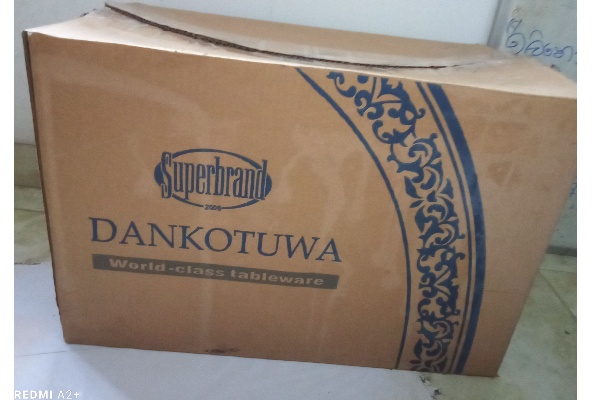 Superbrand
DANKOTUWA
World-class tableware
REDMI A2+